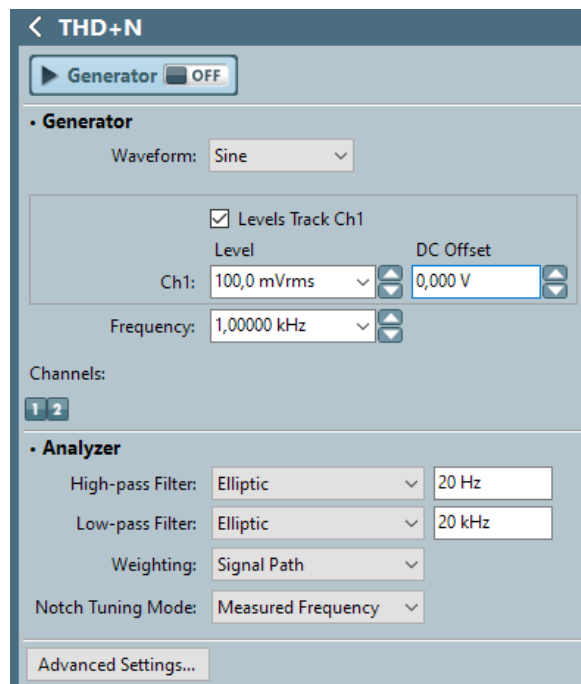 THD+N
Generator OFF
• Generator
Waveform: Sine
Levels Track Ch1
Level DC Offset
Ch1: 100,0 mVrms 0,000 V
Frequency: 1,00000 kHz
Channels:
1 2
• Analyzer
High-pass Filter: Elliptic 20 Hz
Low-pass Filter: Elliptic 20 kHz
Weighting: Signal Path
Notch Tuning Mode: Measured Frequency
Advanced Settings...